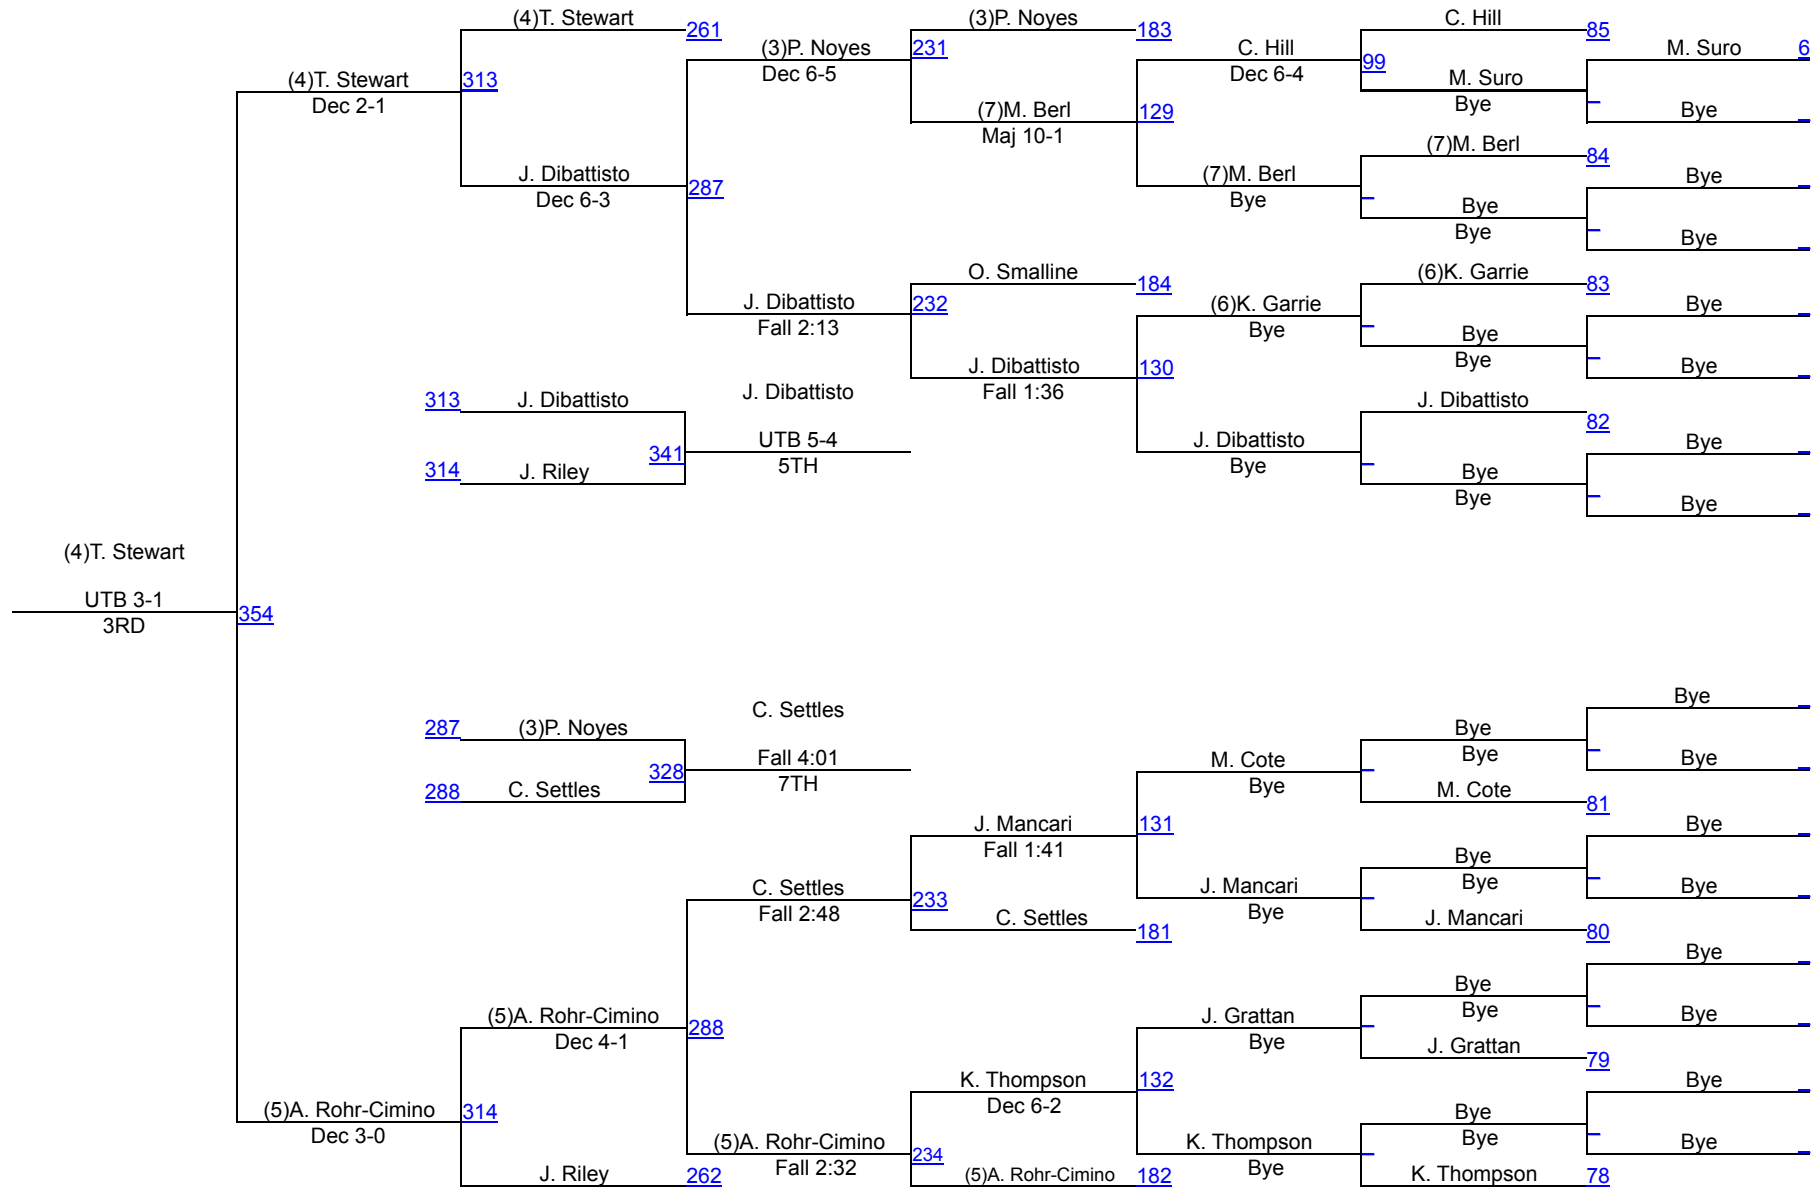 (4)T. Stewart
(3)P. Noyes
C. Hill
261
183
85
(3)P. Noyes
231
C. Hill
M. Suro
6
Dec 6-5
Dec 6-4
99
(4)T. Stewart
313
M. Suro
Dec 2-1
Bye
(7)M. Berl
129
Bye
Maj 10-1
(7)M. Berl
84
J. Dibattisto
287
(7)M. Berl
Bye
Dec 6-3
Bye
Bye
Bye
Bye
O. Smalline
184
(6)K. Garrie
83
J. Dibattisto
232
(6)K. Garrie
Bye
Fall 2:13
Bye
Bye
Bye
J. Dibattisto
130
Bye
Fall 1:36
313
J. Dibattisto
J. Dibattisto
J. Dibattisto
82
UTB 5-4
J. Dibattisto
Bye
341
5TH
Bye
314
J. Riley
Bye
Bye
Bye
(4)T. Stewart
UTB 3-1
354
3RD
C. Settles
Bye
287
(3)P. Noyes
Bye
Fall 4:01
M. Cote
Bye
Bye
328
7TH
Bye
288
C. Settles
M. Cote
81
J. Mancari
131
Bye
Fall 1:41
Bye
C. Settles
233
J. Mancari
Bye
Bye
Fall 2:48
Bye
C. Settles
181
J. Mancari
80
Bye
Bye
(5)A. Rohr-Cimino
288
J. Grattan
Bye
Bye
Dec 4-1
Bye
J. Grattan
79
K. Thompson
132
Bye
Dec 6-2
(5)A. Rohr-Cimino
314
Bye
Dec 3-0
(5)A. Rohr-Cimino
234
K. Thompson
Bye
Bye
Fall 2:32
Bye
J. Riley
262
(5)A. Rohr-Cimino
182
K. Thompson
78